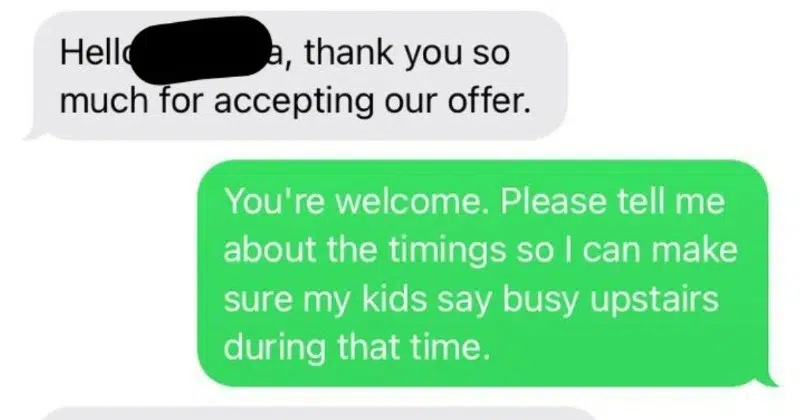 Hello a, thank you so
much for accepting our offer.
You're welcome. Please tell me
about the timings so I can make
sure my kids say busy upstairs
during that time.